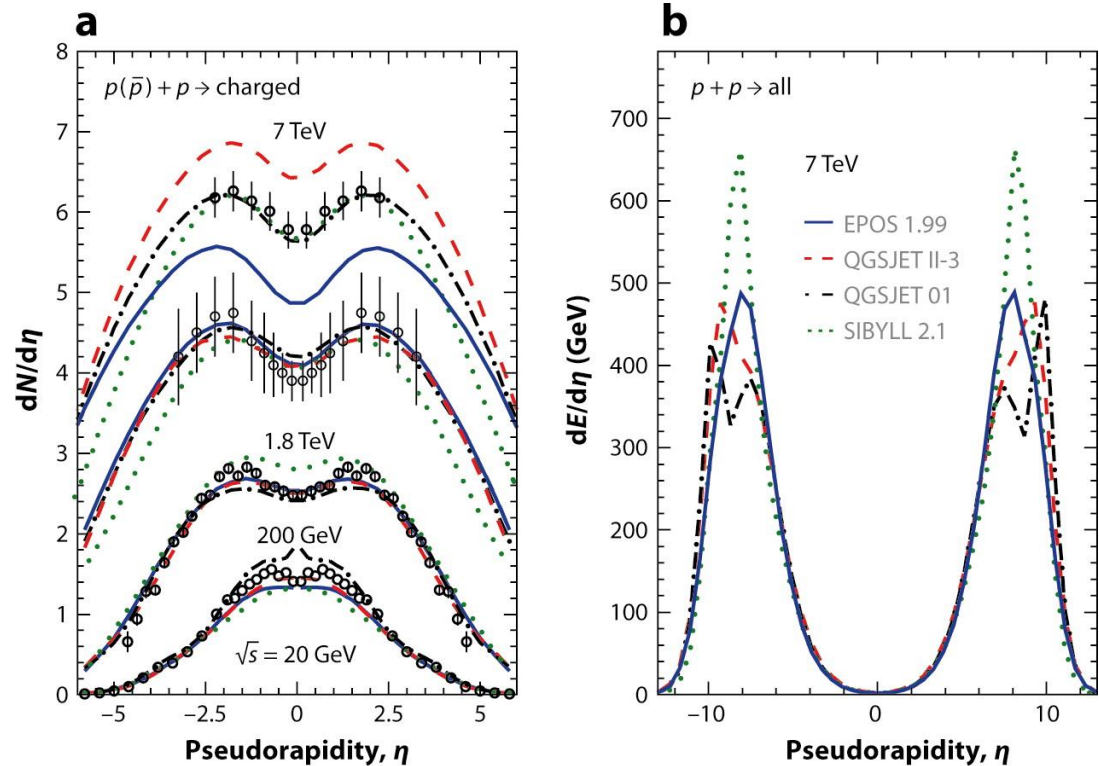 a
8
7
6
5
4
3
2
1
0
dN/dη
p(p̄) + p → charged
7 TeV
1.8 TeV
200 GeV
√s = 20 GeV
−5
−2.5
0
2.5
5
Pseudorapidity, η
b
700
600
500
400
300
200
100
0
dE/dη (GeV)
p + p → all
7 TeV
EPOS 1.99
QGSJET II-3
QGSJET 01
SIBYLL 2.1
−10
0
10
Pseudorapidity, η